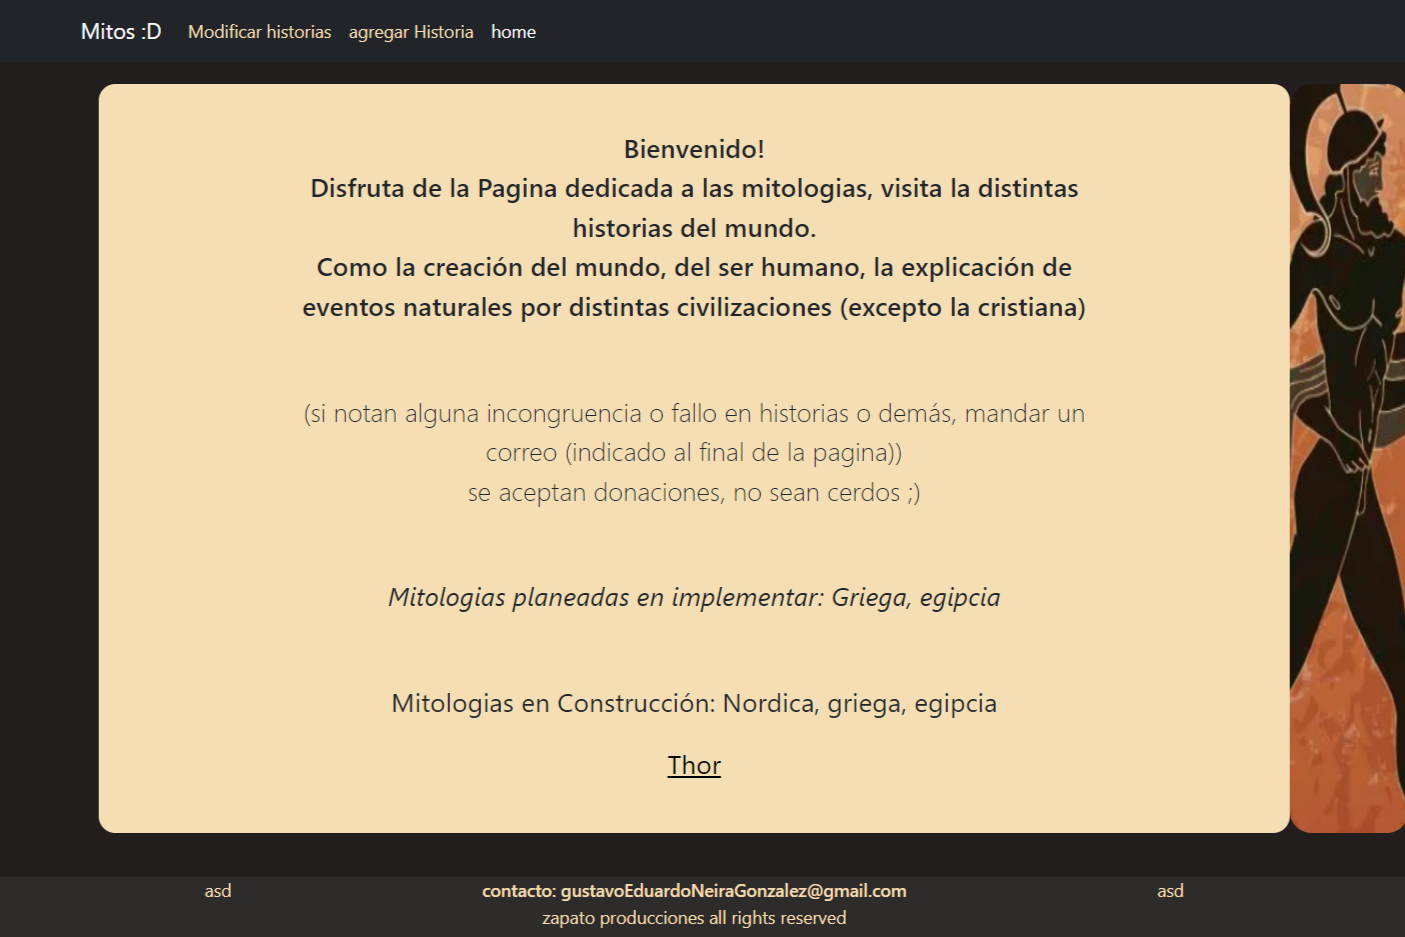 Mitos :D Modificar historias agregar Historia home
Bienvenido!
Disfruta de la Pagina dedicada a las mitologias, visita la distintas
historias del mundo.
Como la creación del mundo, del ser humano, la explicación de
eventos naturales por distintas civilizaciones (excepto la cristiana)
(si notan alguna incongruencia o fallo en historias o demás, mandar un
correo (indicado al final de la pagina))
se aceptan donaciones, no sean cerdos ;)
Mitologias planeadas en implementar: Griega, egipcia
Mitologias en Construcción: Nordica, griega, egipcia
Thor
asd contacto: gustavoEduardoNeiraGonzalez@gmail.com asd
zapato producciones all rights reserved